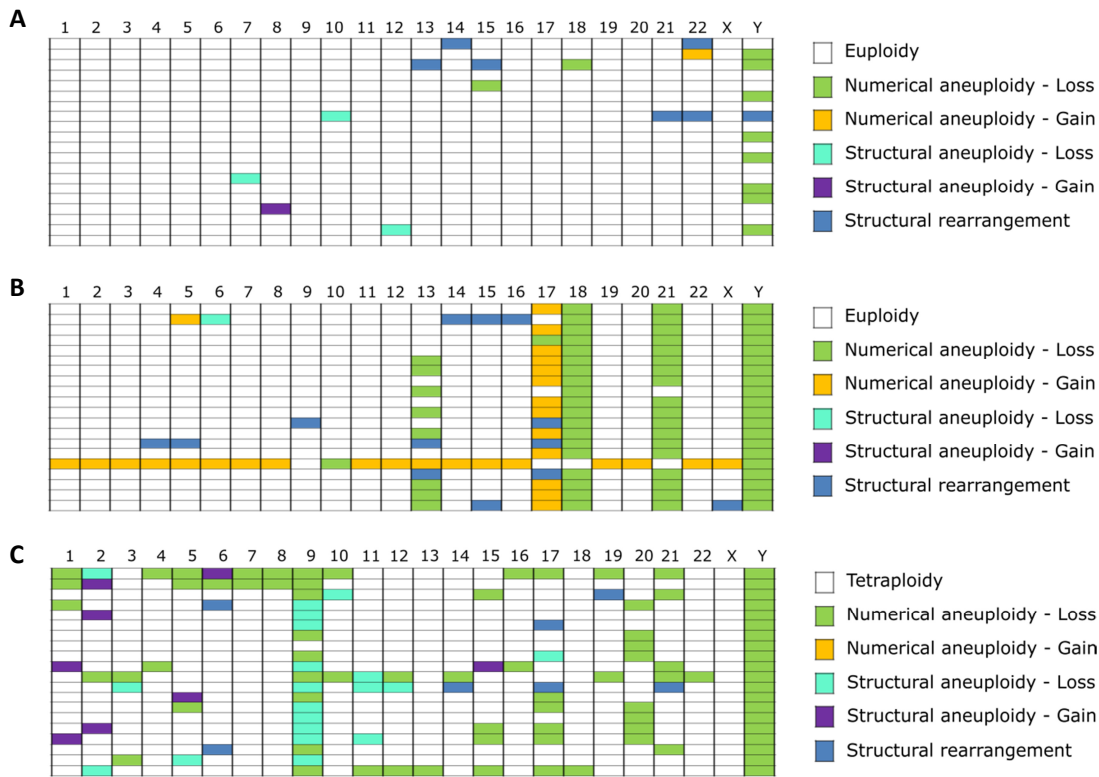 A
1 2 3 4 5 6 7 8 9 10 11 12 13 14 15 16 17 18 19 20 21 22 X Y
Euploidy
Numerical aneuploidy - Loss
Numerical aneuploidy - Gain
Structural aneuploidy - Loss
Structural aneuploidy - Gain
Structural rearrangement
B
1 2 3 4 5 6 7 8 9 10 11 12 13 14 15 16 17 18 19 20 21 22 X Y
Euploidy
Numerical aneuploidy - Loss
Numerical aneuploidy - Gain
Structural aneuploidy - Loss
Structural aneuploidy - Gain
Structural rearrangement
C
1 2 3 4 5 6 7 8 9 10 11 12 13 14 15 16 17 18 19 20 21 22 X Y
Tetraploidy
Numerical aneuploidy - Loss
Numerical aneuploidy - Gain
Structural aneuploidy - Loss
Structural aneuploidy - Gain
Structural rearrangement